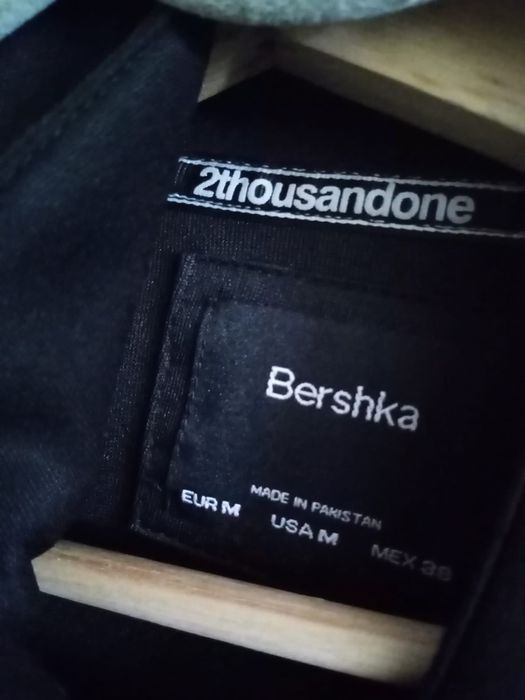 2thousandone
Bershka
MADE IN PAKISTAN
EUR M USA M MEX 38